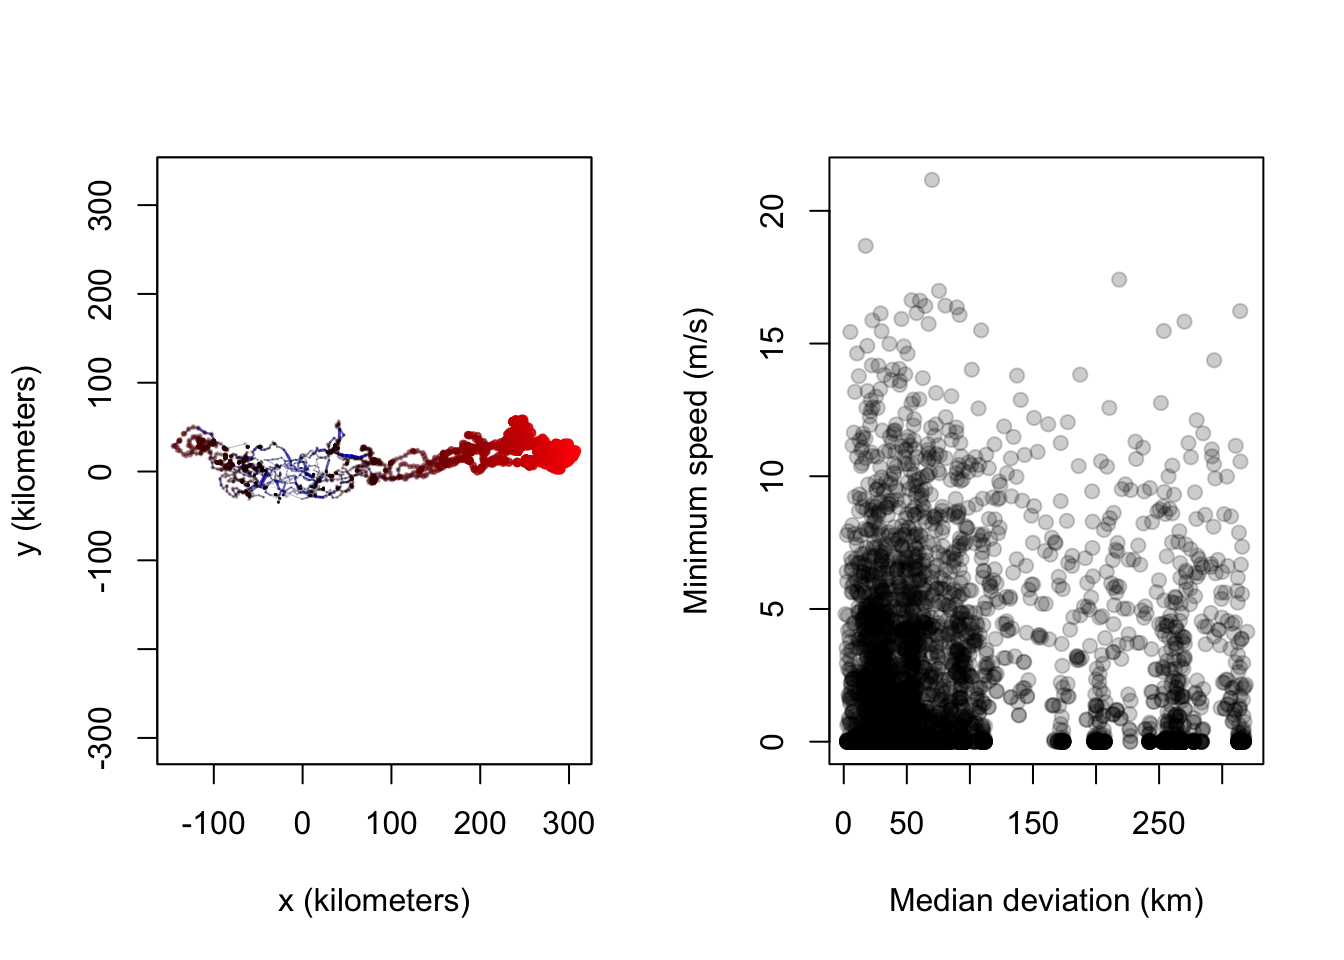 300
200
100
0
-100
-300
y (kilometers)
-100 0 100 200 300
x (kilometers)
20
15
10
5
0
Minimum speed (m/s)
0 50 150 250
Median deviation (km)